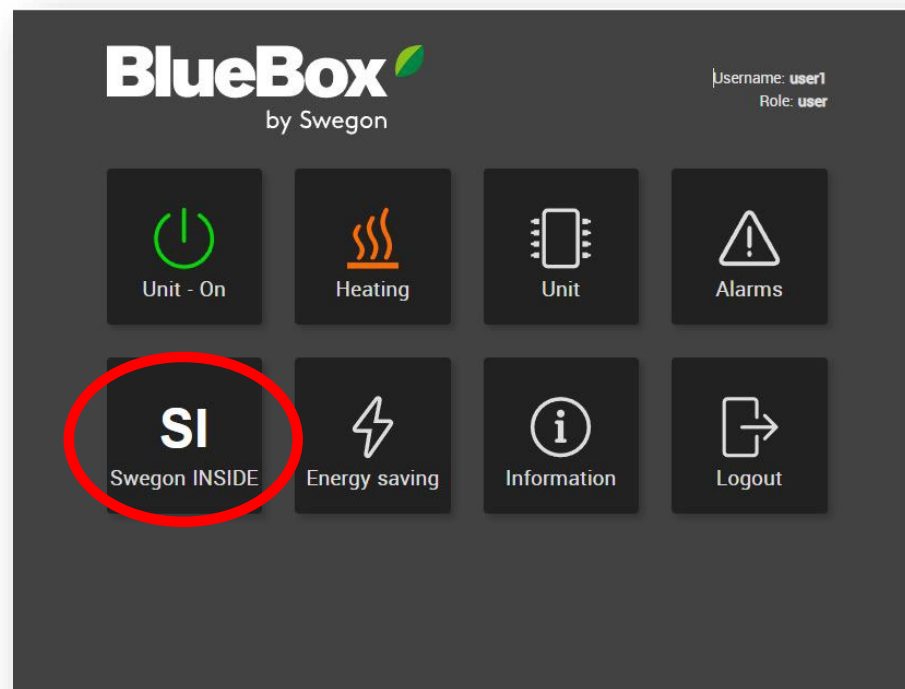 BlueBox
by Swegon
Username: user1
Role: user
Unit - On
Heating
Unit
Alarms
SI
Swegon INSIDE
Energy saving
i
Information
Logout